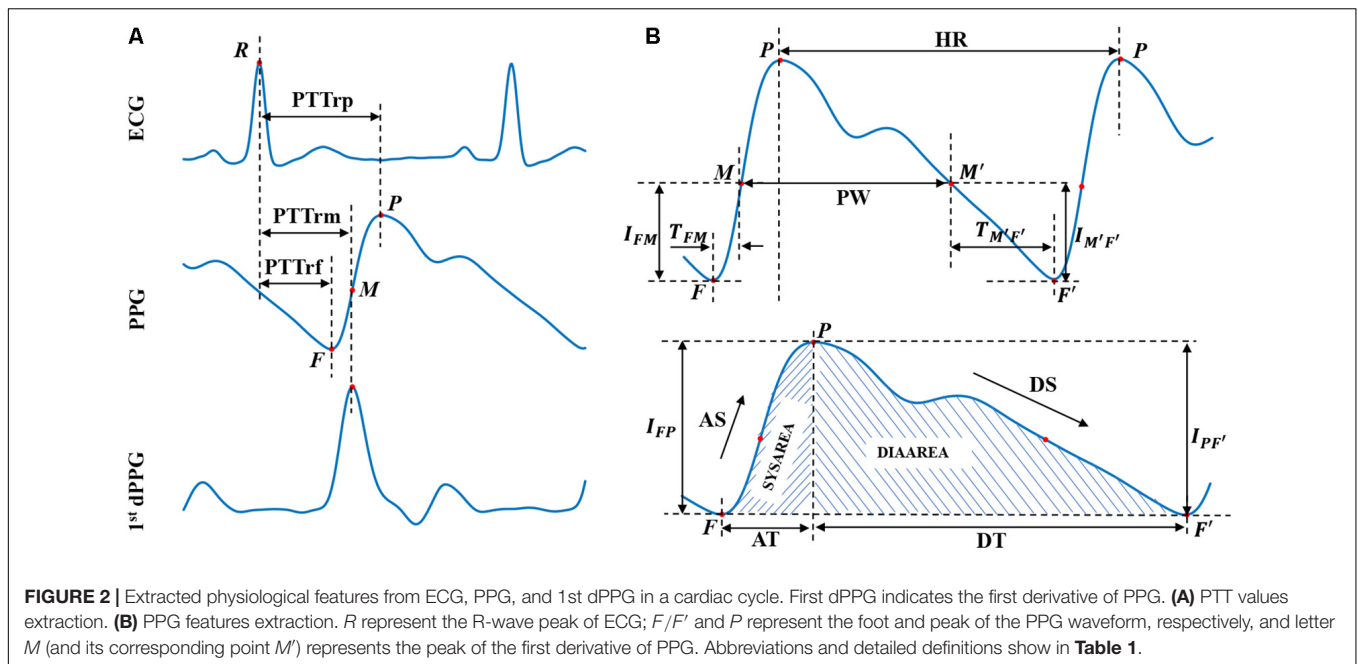 A
R
PTTrp
ECG
P
PTTrm
PTTrf
M
PPG
F
1st dPPG
B
P
HR
P
M
M′
PW
I_FM
T_FM
T_M′F′
I_M′F′
F
F′
P
AS
DS
I_FP
SYSAREA
DIAAREA
I_PF′
F
AT
DT
F′
FIGURE 2 | Extracted physiological features from ECG, PPG, and 1st dPPG in a cardiac cycle. First dPPG indicates the first derivative of PPG. (A) PTT values
extraction. (B) PPG features extraction. R represent the R-wave peak of ECG; F/F′ and P represent the foot and peak of the PPG waveform, respectively, and letter
M (and its corresponding point M′) represents the peak of the first derivative of PPG. Abbreviations and detailed definitions show in Table 1.